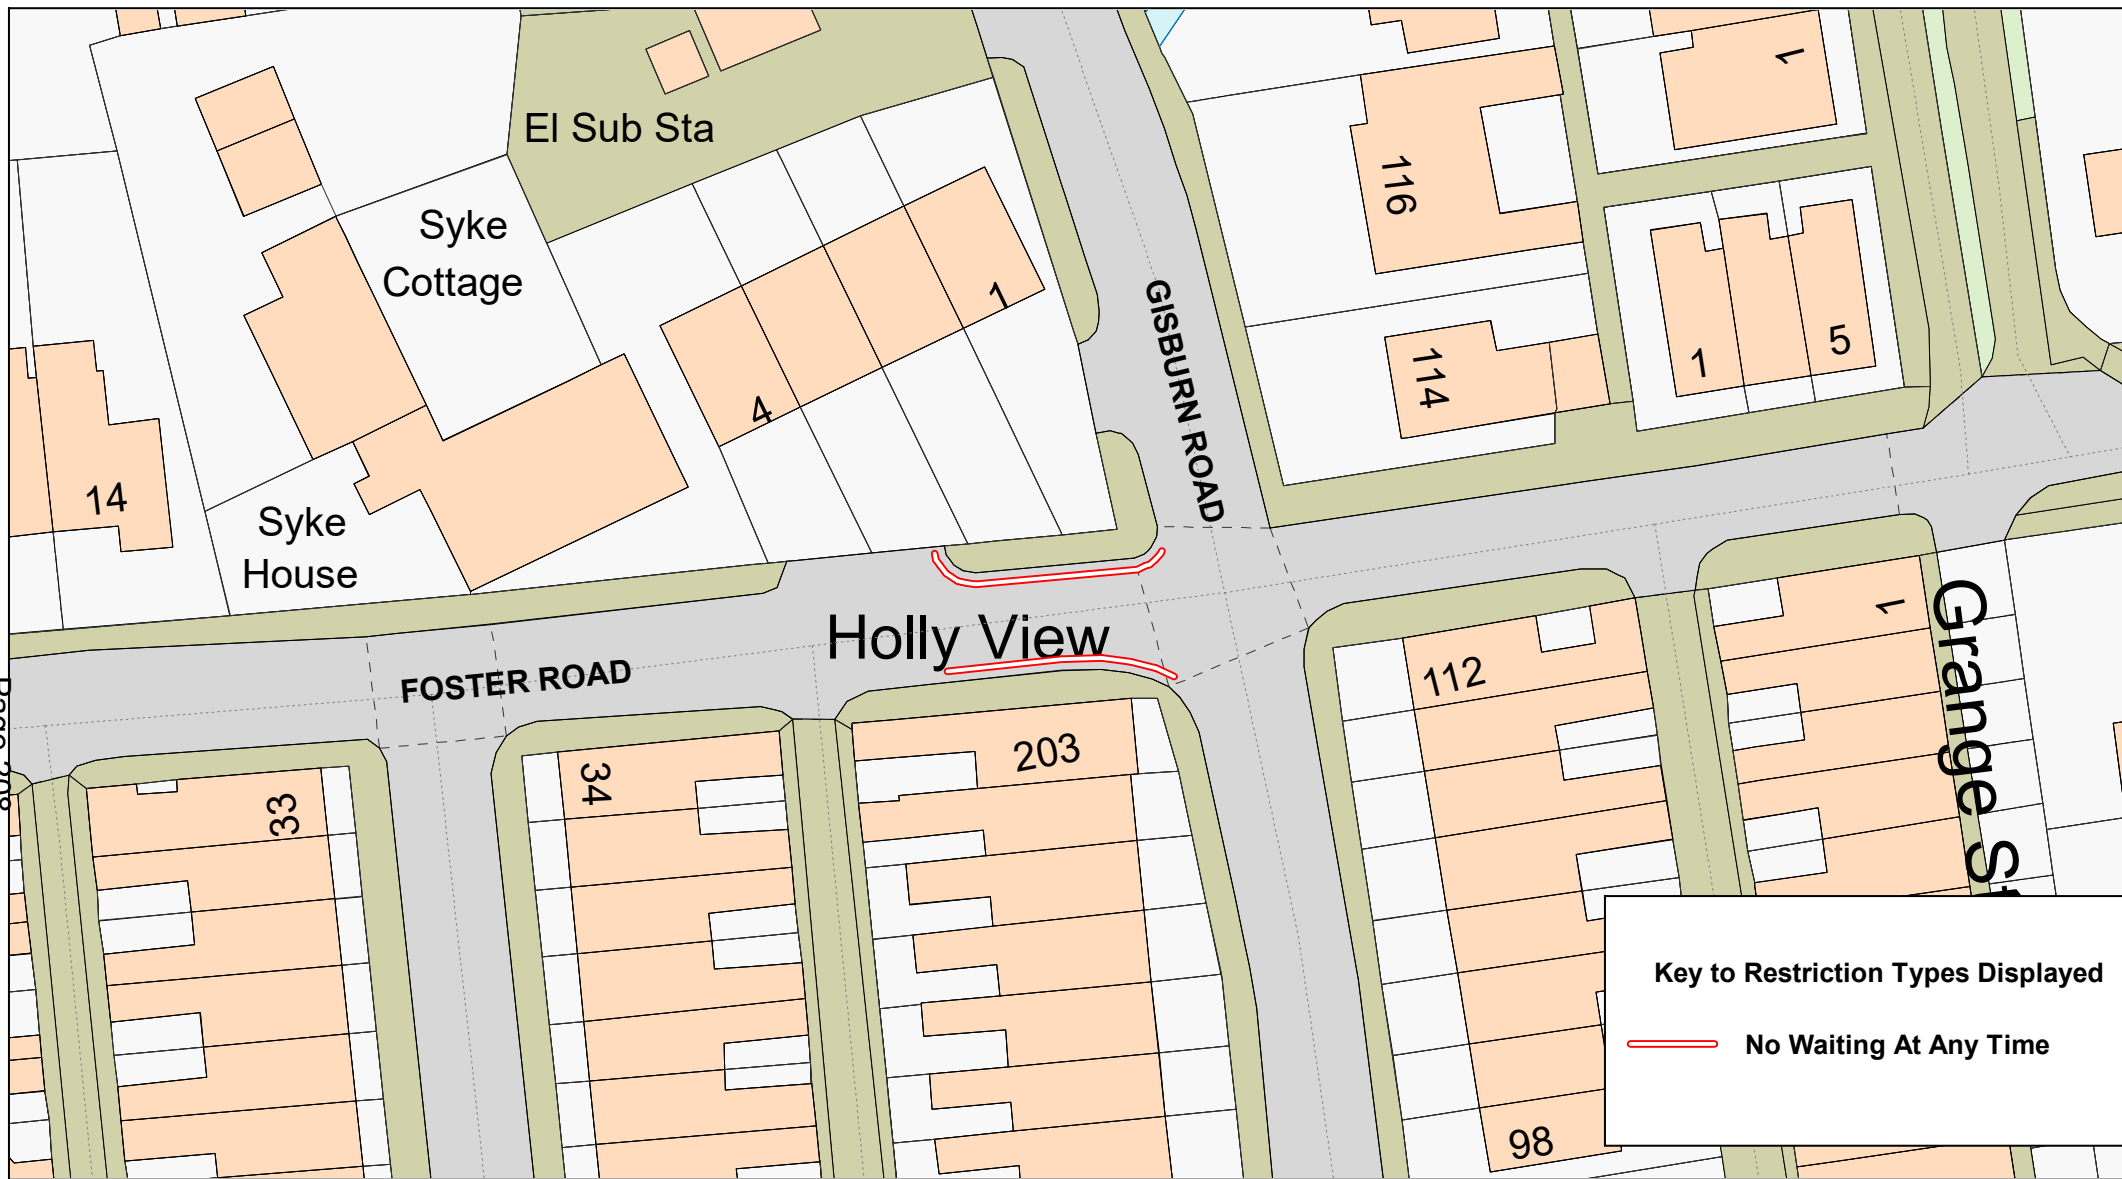 El Sub Sta
1
116
Syke
Cottage
1
GISBURN ROAD
114
1
5
4
14
Syke
House
Holly View
FOSTER ROAD
112
1
Grange St
203
34
33
98
Key to Restriction Types Displayed
No Waiting At Any Time